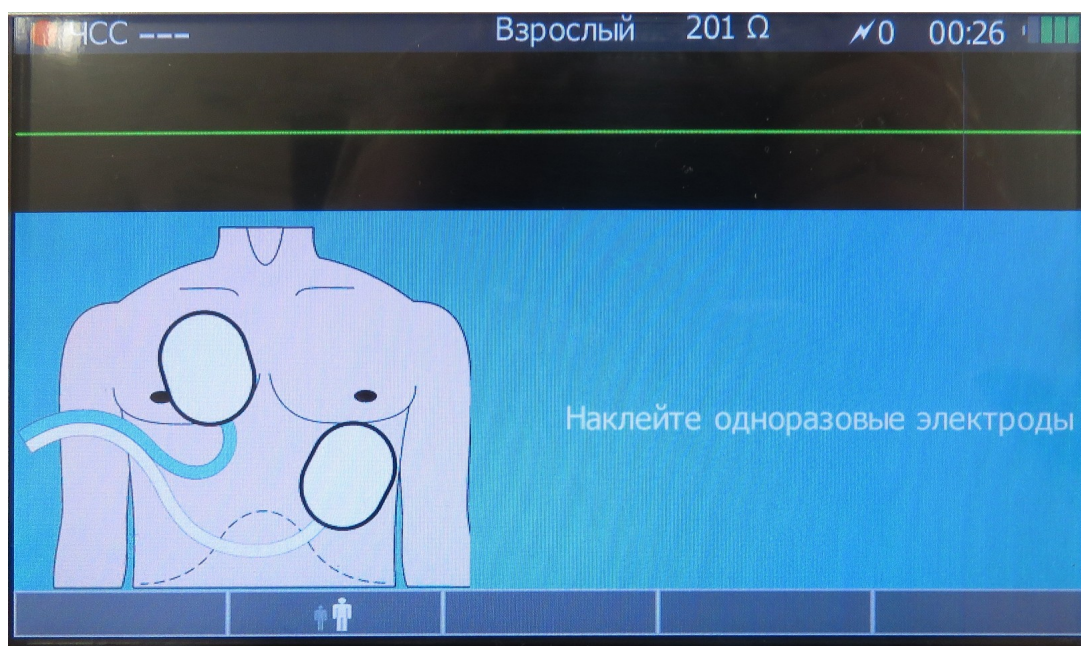 ЧСС ---
Взрослый
201 Ω
0
00:26
Наклейте одноразовые электроды